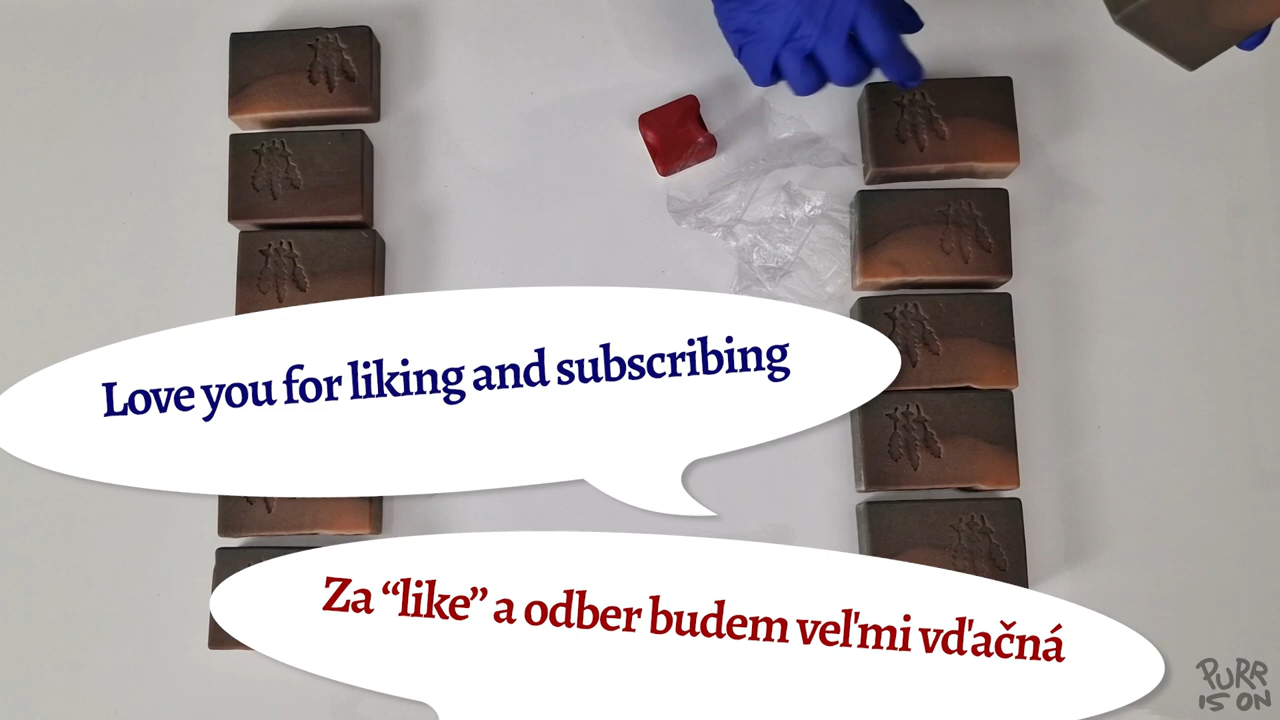 Love you for liking and subscribing
Za “like” a odber budem veľmi vďačná
PURR
IS ON